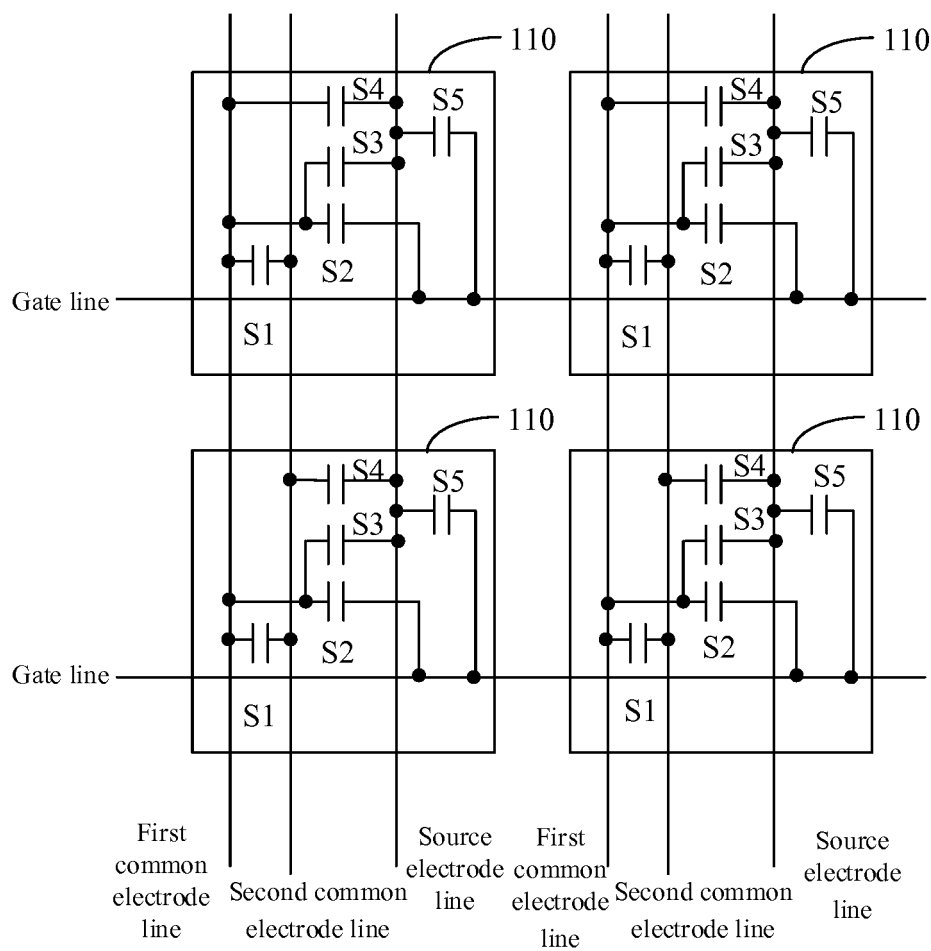 110
110
S4
S5
S3
S2
S1
S4
S5
S3
S2
S1
Gate line
110
110
S4
S5
S3
S2
S1
S4
S5
S3
S2
S1
Gate line
First
common
electrode
line
Second common
electrode line
Source
electrode
line
First
common
electrode
line
Second common
electrode line
Source
electrode
line